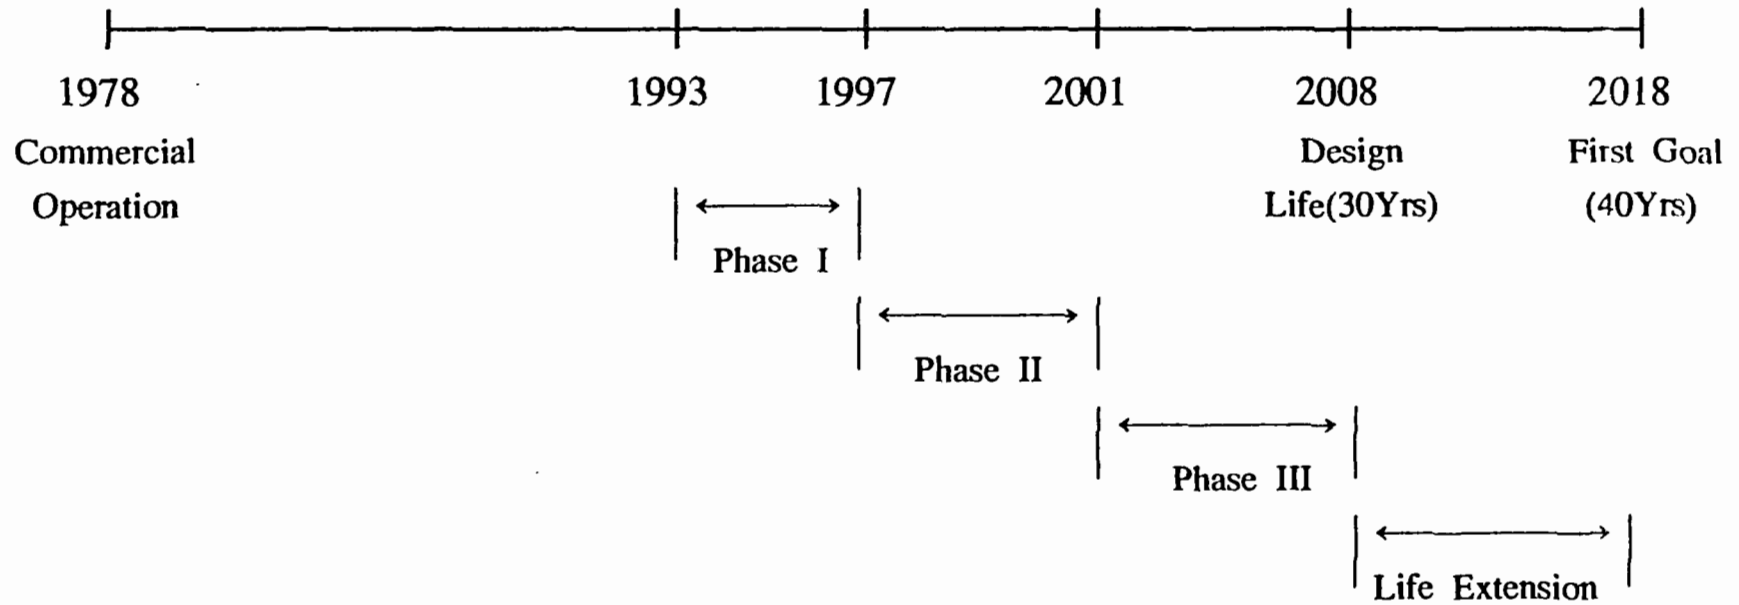 1978 1993 1997 2001 2008 2018
Commercial Design First Goal
Operation Life(30Yrs) (40Yrs)
Phase I
Phase II
Phase III
Life Extension